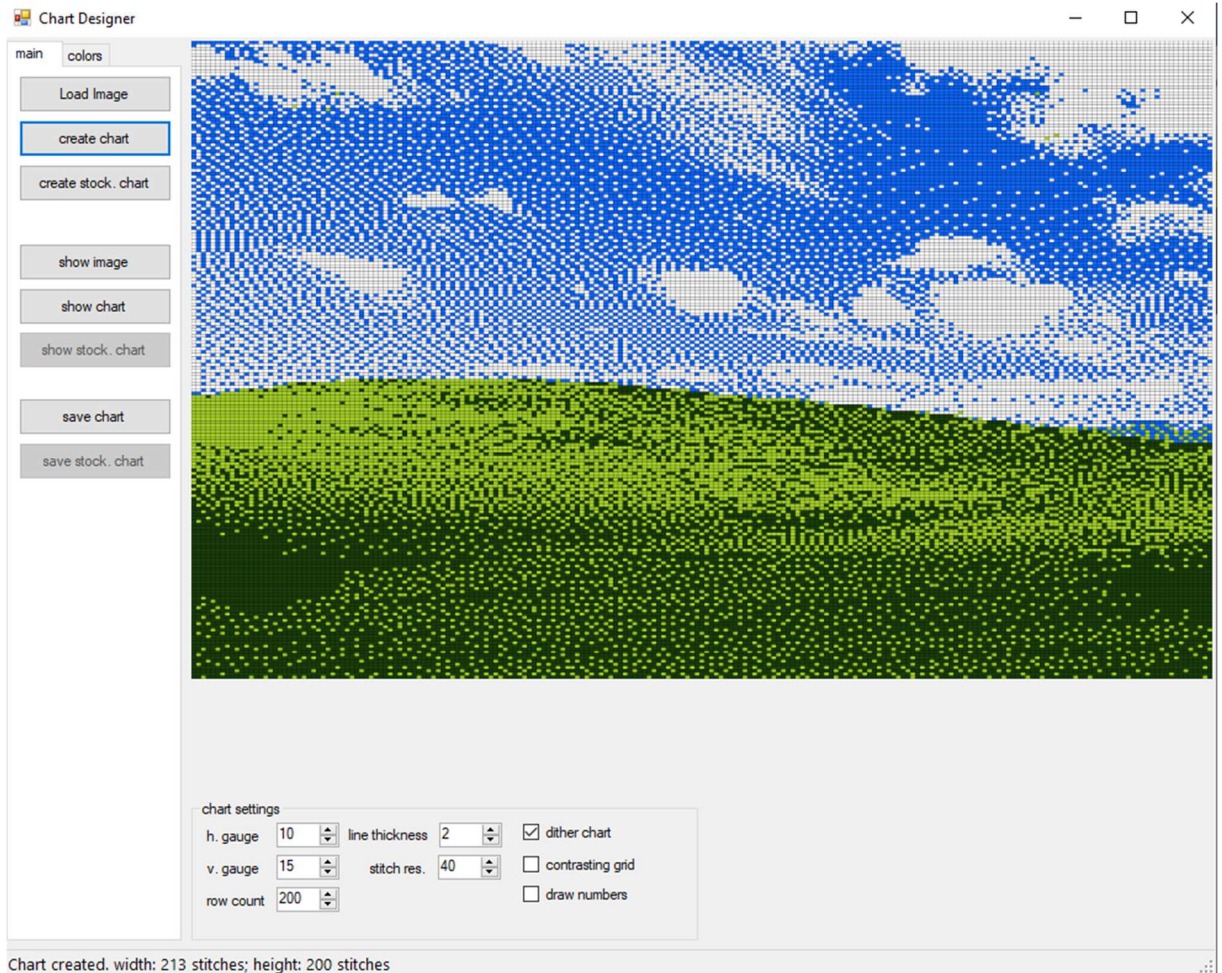 Chart Designer
main
colors
Load Image
create chart
create stock. chart
show image
show chart
show stock. chart
save chart
save stock. chart
chart settings
h. gauge 10 line thickness 2 dither chart
v. gauge 15 stitch res. 40 contrasting grid
row count 200 draw numbers
Chart created. width: 213 stitches; height: 200 stitches